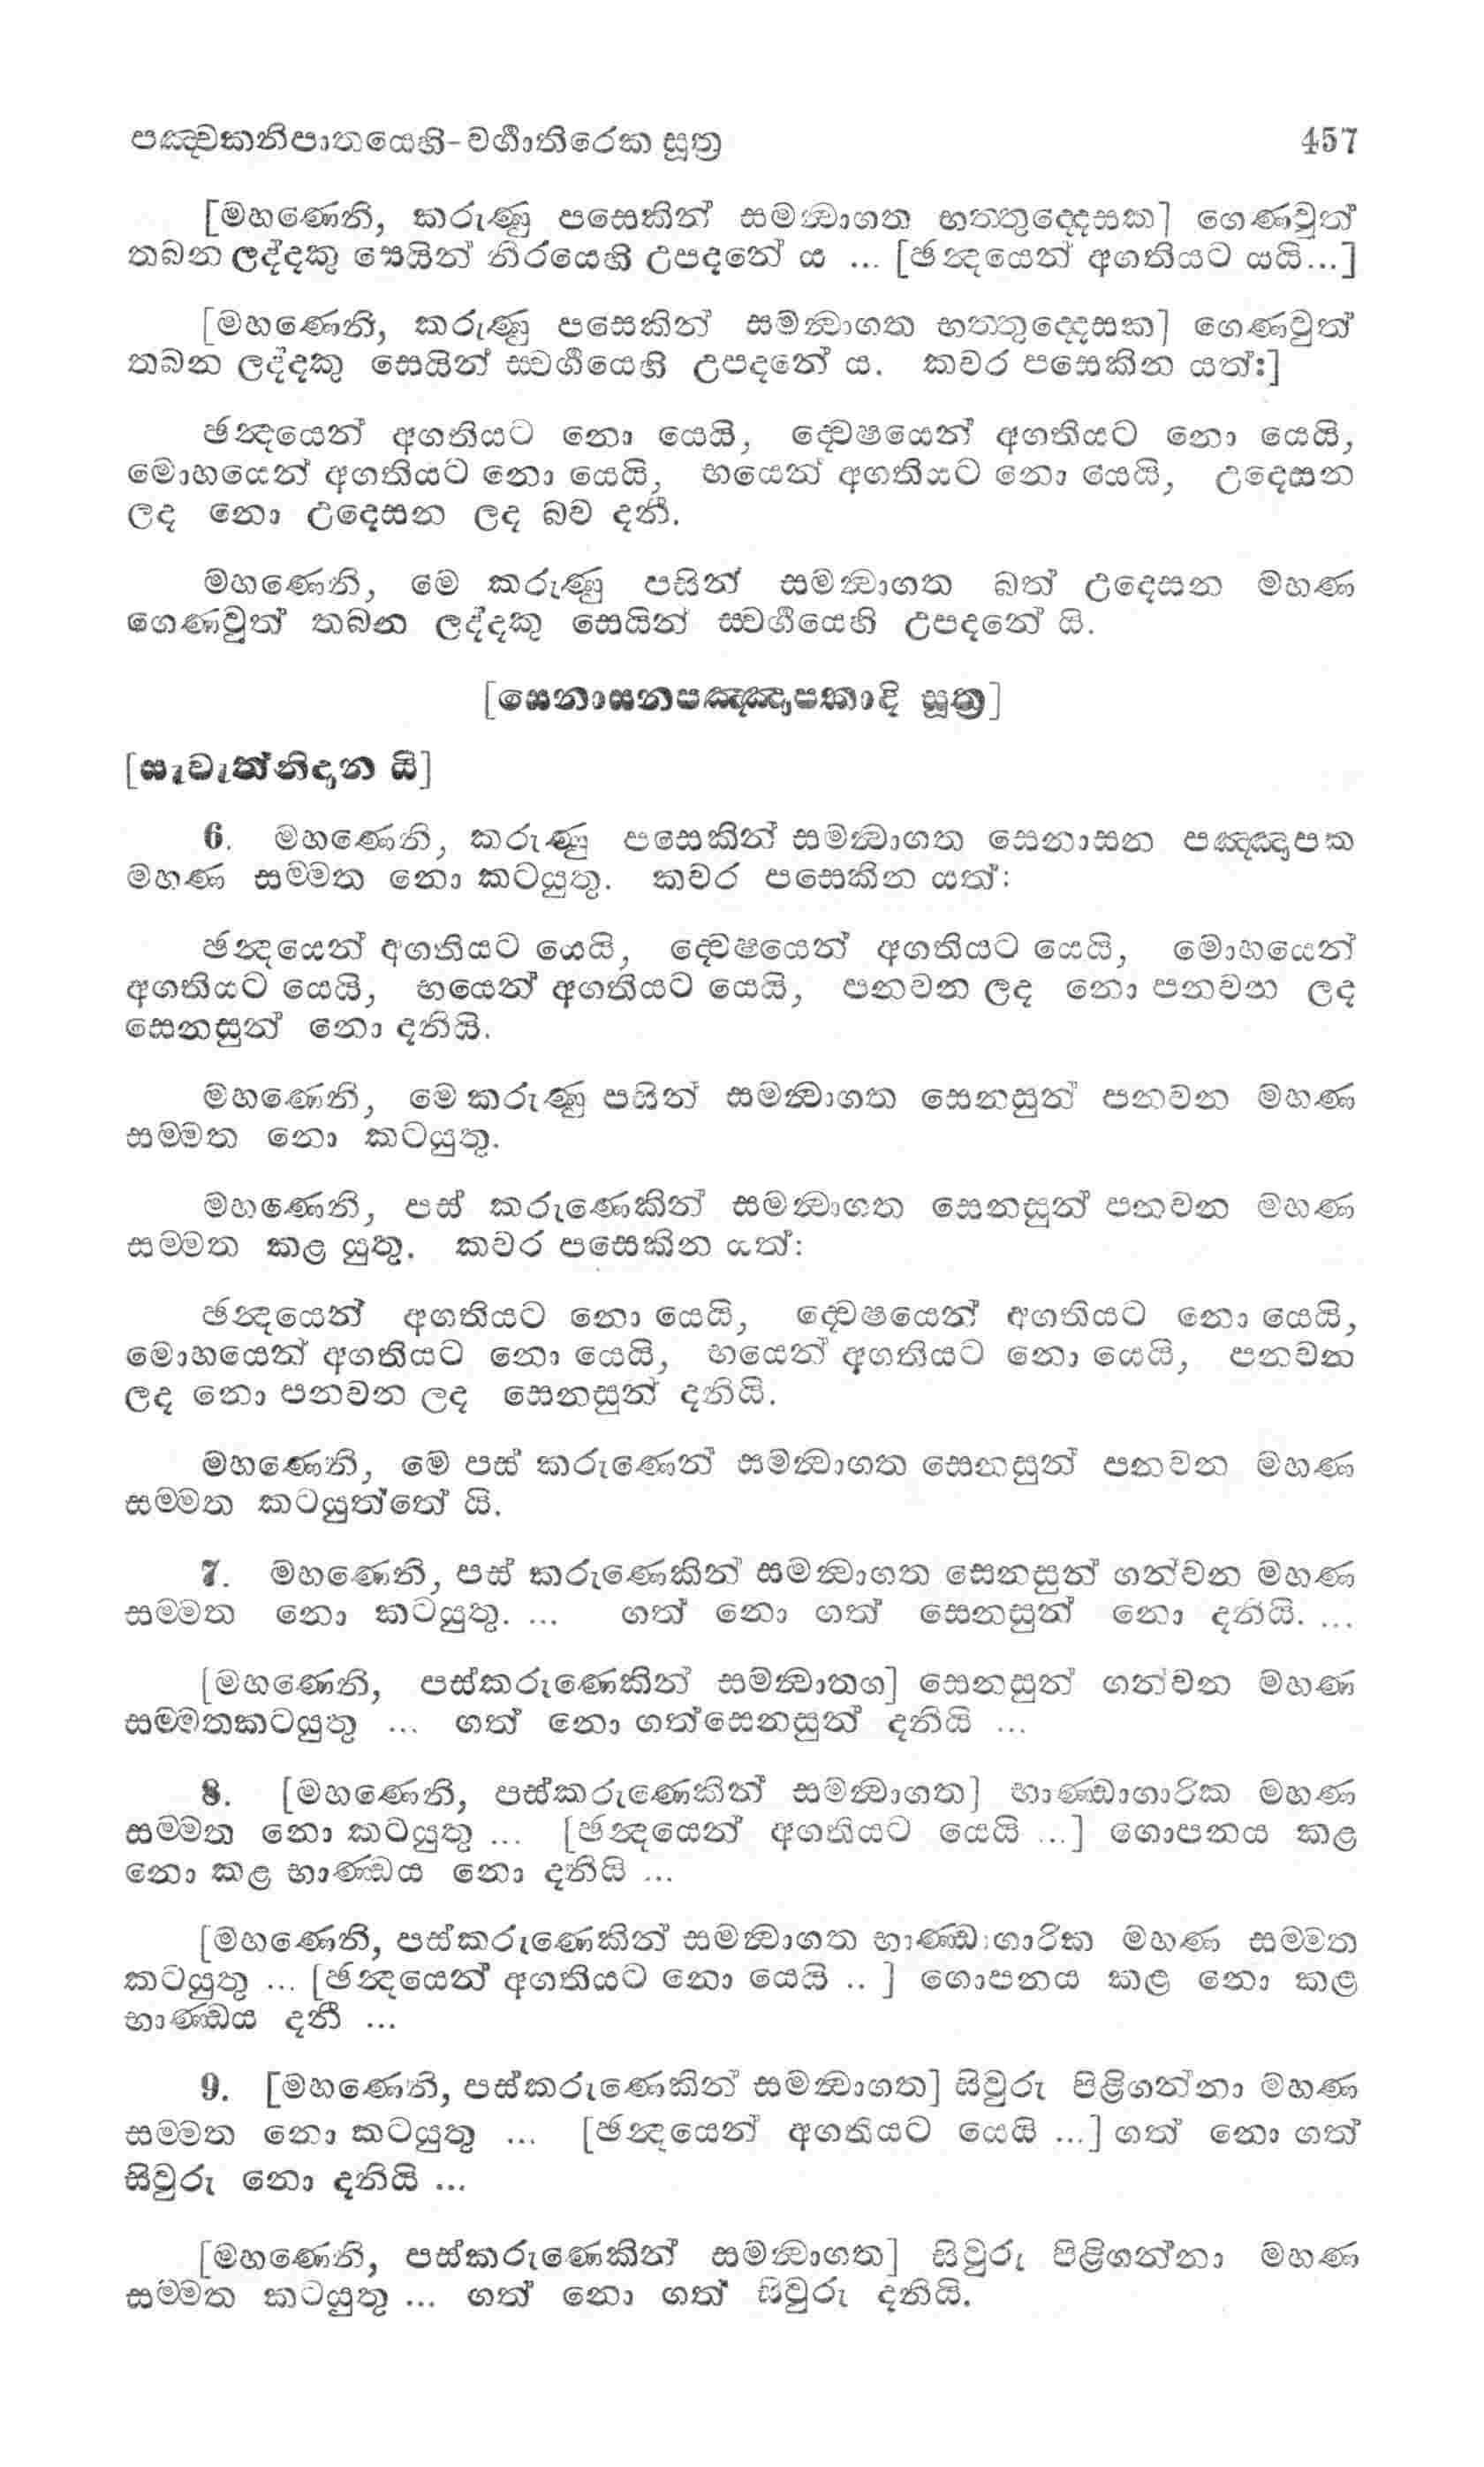 පඤ්චකනිපාතයෙහි-වර්ගාතිරෙක සූත්‍ර 457
[මහණෙනි, කරුණු පසෙකින් සමන්වාගත භත්තුද්දෙසක] ගෙණවුත්
තබන ලද්දකු සෙයින් නිරයෙහි උපදනේ ය ... [ඡන්දයෙන් අගතියට යයි...]
[මහණෙනි, කරුණු පසෙකින් සමන්වාගත භත්තුද්දෙසක] ගෙණවුත්
තබන ලද්දකු සෙයින් ස්වර්ගයෙහි උපදනේ ය. කවර පසෙකින යත්:]
ඡන්දයෙන් අගතියට නො යෙයි, ද්වෙෂයෙන් අගතියට නො යෙයි,
මොහයෙන් අගතියට නො යෙයි, භයෙන් අගතියට නො යෙයි, උදෙසන
ලද නො උදෙසන ලද බව දනී.
මහණෙනි, මෙ කරුණු පසින් සමන්වාගත බත් උදෙසන මහණ
ගෙණවුත් තබන ලද්දකු සෙයින් ස්වර්ගයෙහි උපදනේ යි.
[සෙනාසනපඤ්ඤාපකාදි සූත්‍ර]
[සැවැත්නිදාන යි]
6. මහණෙනි, කරුණු පසෙකින් සමන්වාගත සෙනාසන පඤ්ඤාපක
මහණ සම්මත නො කටයුතු. කවර පසෙකින යත්:
ඡන්දයෙන් අගතියට යෙයි, ද්වෙෂයෙන් අගතියට යෙයි, මොහයෙන්
අගතියට යෙයි, භයෙන් අගතියට යෙයි, පනවන ලද නො පනවන ලද
සෙනසුන් නො දනියි.
මහණෙනි, මෙ කරුණු පසින් සමන්වාගත සෙනසුන් පනවන මහණ
සම්මත නො කටයුතු.
මහණෙනි, පස් කරුණෙකින් සමන්වාගත සෙනසුන් පනවන මහණ
සම්මත කළ යුතු. කවර පසෙකින යත්:
ඡන්දයෙන් අගතියට නො යෙයි, ද්වෙෂයෙන් අගතියට නො යෙයි,
මොහයෙන් අගතියට නො යෙයි, භයෙන් අගතියට නො යෙයි, පනවන
ලද නො පනවන ලද සෙනසුන් දනියි.
මහණෙනි, මෙ පස් කරුණෙන් සමන්වාගත සෙනසුන් පනවන මහණ
සම්මත කටයුත්තේ යි.
7. මහණෙනි, පස් කරුණෙකින් සමන්වාගත සෙනසුන් ගන්වන මහණ
සම්මත නො කටයුතු. ... ගත් නො ගත් සෙනසුන් නො දනියි. ...
[මහණෙනි, පස්කරුණෙකින් සමන්වාතග] සෙනසුන් ගන්වන මහණ
සම්මතකටයුතු ... ගත් නො ගත්සෙනසුන් දනියි ...
8. [මහණෙනි, පස්කරුණෙකින් සමන්වාගත] භාණ්ඩාගාරික මහණ
සම්මත නො කටයුතු ... [ඡන්දයෙන් අගතියට යෙයි ...] ගොපනය කළ
නො කළ භාණ්ඩය නො දනියි ...
[මහණෙනි, පස්කරුණෙකින් සමන්වාගත භාණ්ඩාගාරික මහණ සම්මත
කටයුතු ... [ඡන්දයෙන් අගතියට නො යෙයි .. ] ගොපනය කළ නො කළ
භාණ්ඩය දනී ...
9. [මහණෙනි, පස්කරුණෙකින් සමන්වාගත] සිවුරු පිළිගන්නා මහණ
සම්මත නො කටයුතු ... [ඡන්දයෙන් අගතියට යෙයි ...] ගත් නො ගත්
සිවුරු නො දනියි ...
[මහණෙනි, පස්කරුණෙකින් සමන්වාගත] සිවුරු පිළිගන්නා මහණ
සම්මත කටයුතු ... ගත් නො ගත් සිවුරු දනියි.